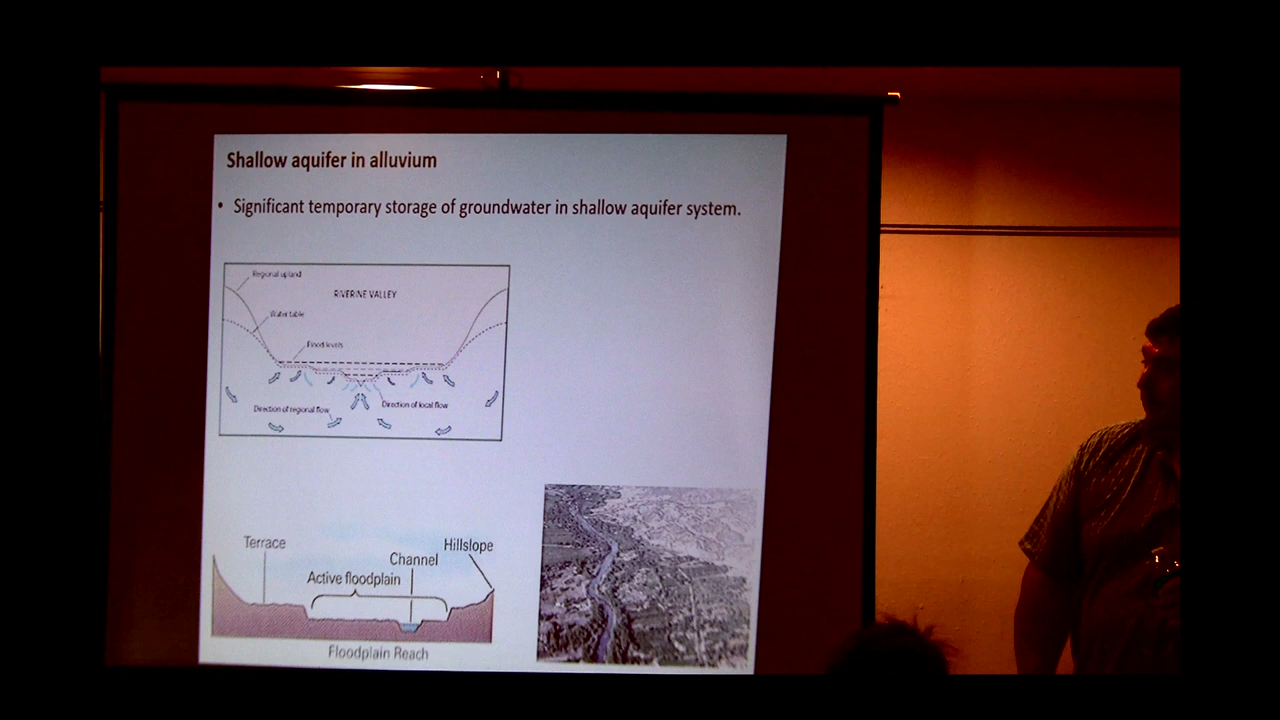 Shallow aquifer in alluvium
• Significant temporary storage of groundwater in shallow aquifer system.
Regional upland
RIVERINE VALLEY
Water table
Flood levels
Direction of regional flow
Direction of local flow
Terrace
Hillslope
Channel
Active floodplain
Floodplain Reach